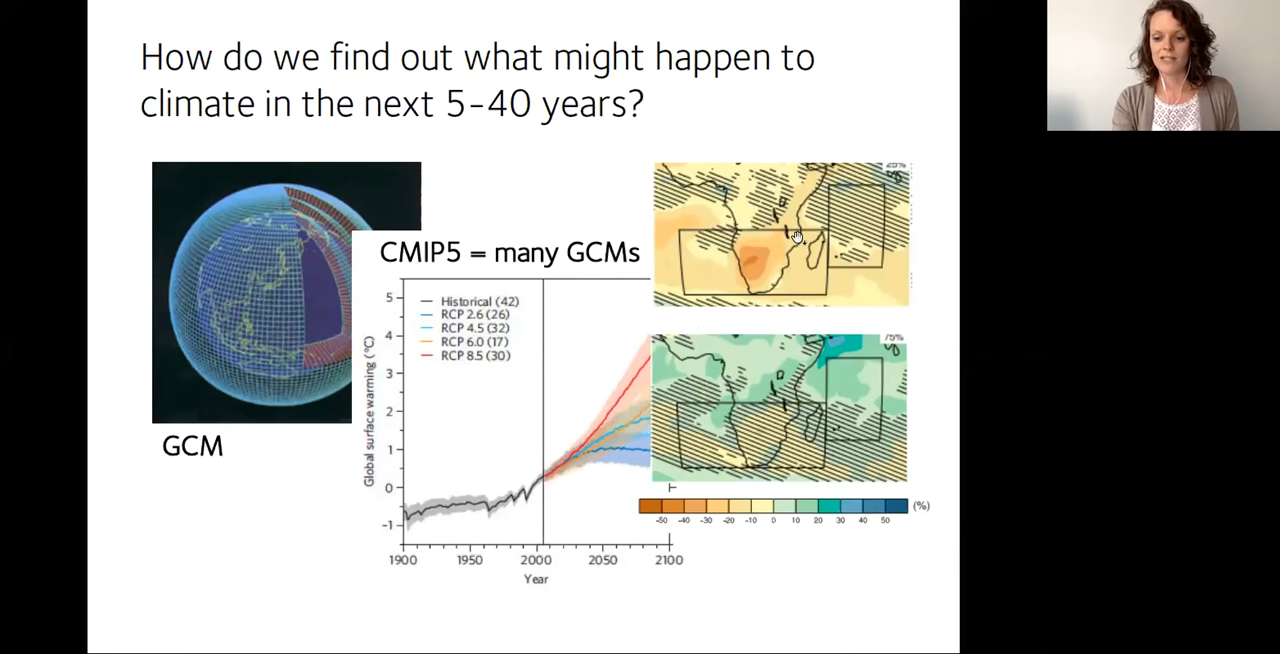 How do we find out what might happen to
climate in the next 5-40 years?
GCM
CMIP5 = many GCMs
Historical (42)
RCP 2.6 (26)
RCP 4.5 (32)
RCP 6.0 (17)
RCP 8.5 (30)
Global surface warming (°C)
5
4
3
2
1
0
-1
1900 1950 2000 2050 2100
Year
25%
75%
(%)
-50 -40 -30 -20 -10 0 10 20 30 40 50